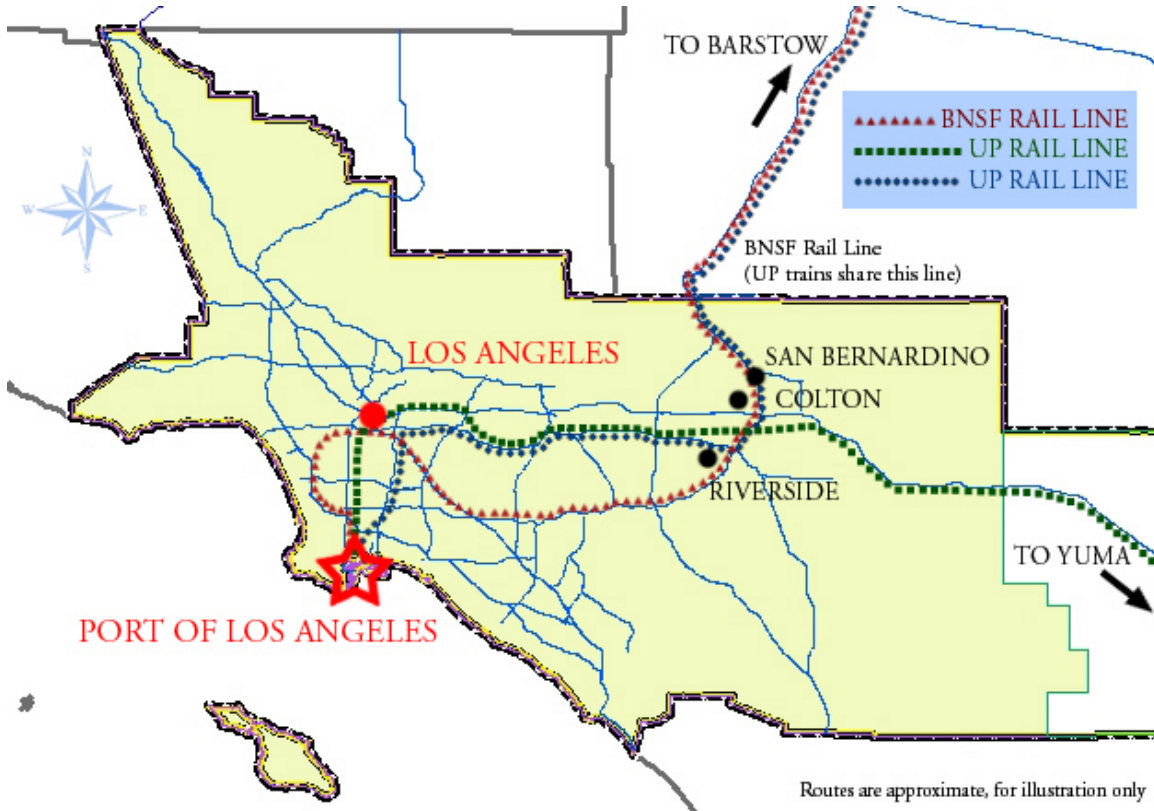 TO BARSTOW
BNSF RAIL LINE
UP RAIL LINE
UP RAIL LINE
N
W
E
S
BNSF Rail Line
(UP trains share this line)
LOS ANGELES
SAN BERNARDINO
COLTON
RIVERSIDE
TO YUMA
PORT OF LOS ANGELES
Routes are approximate, for illustration only